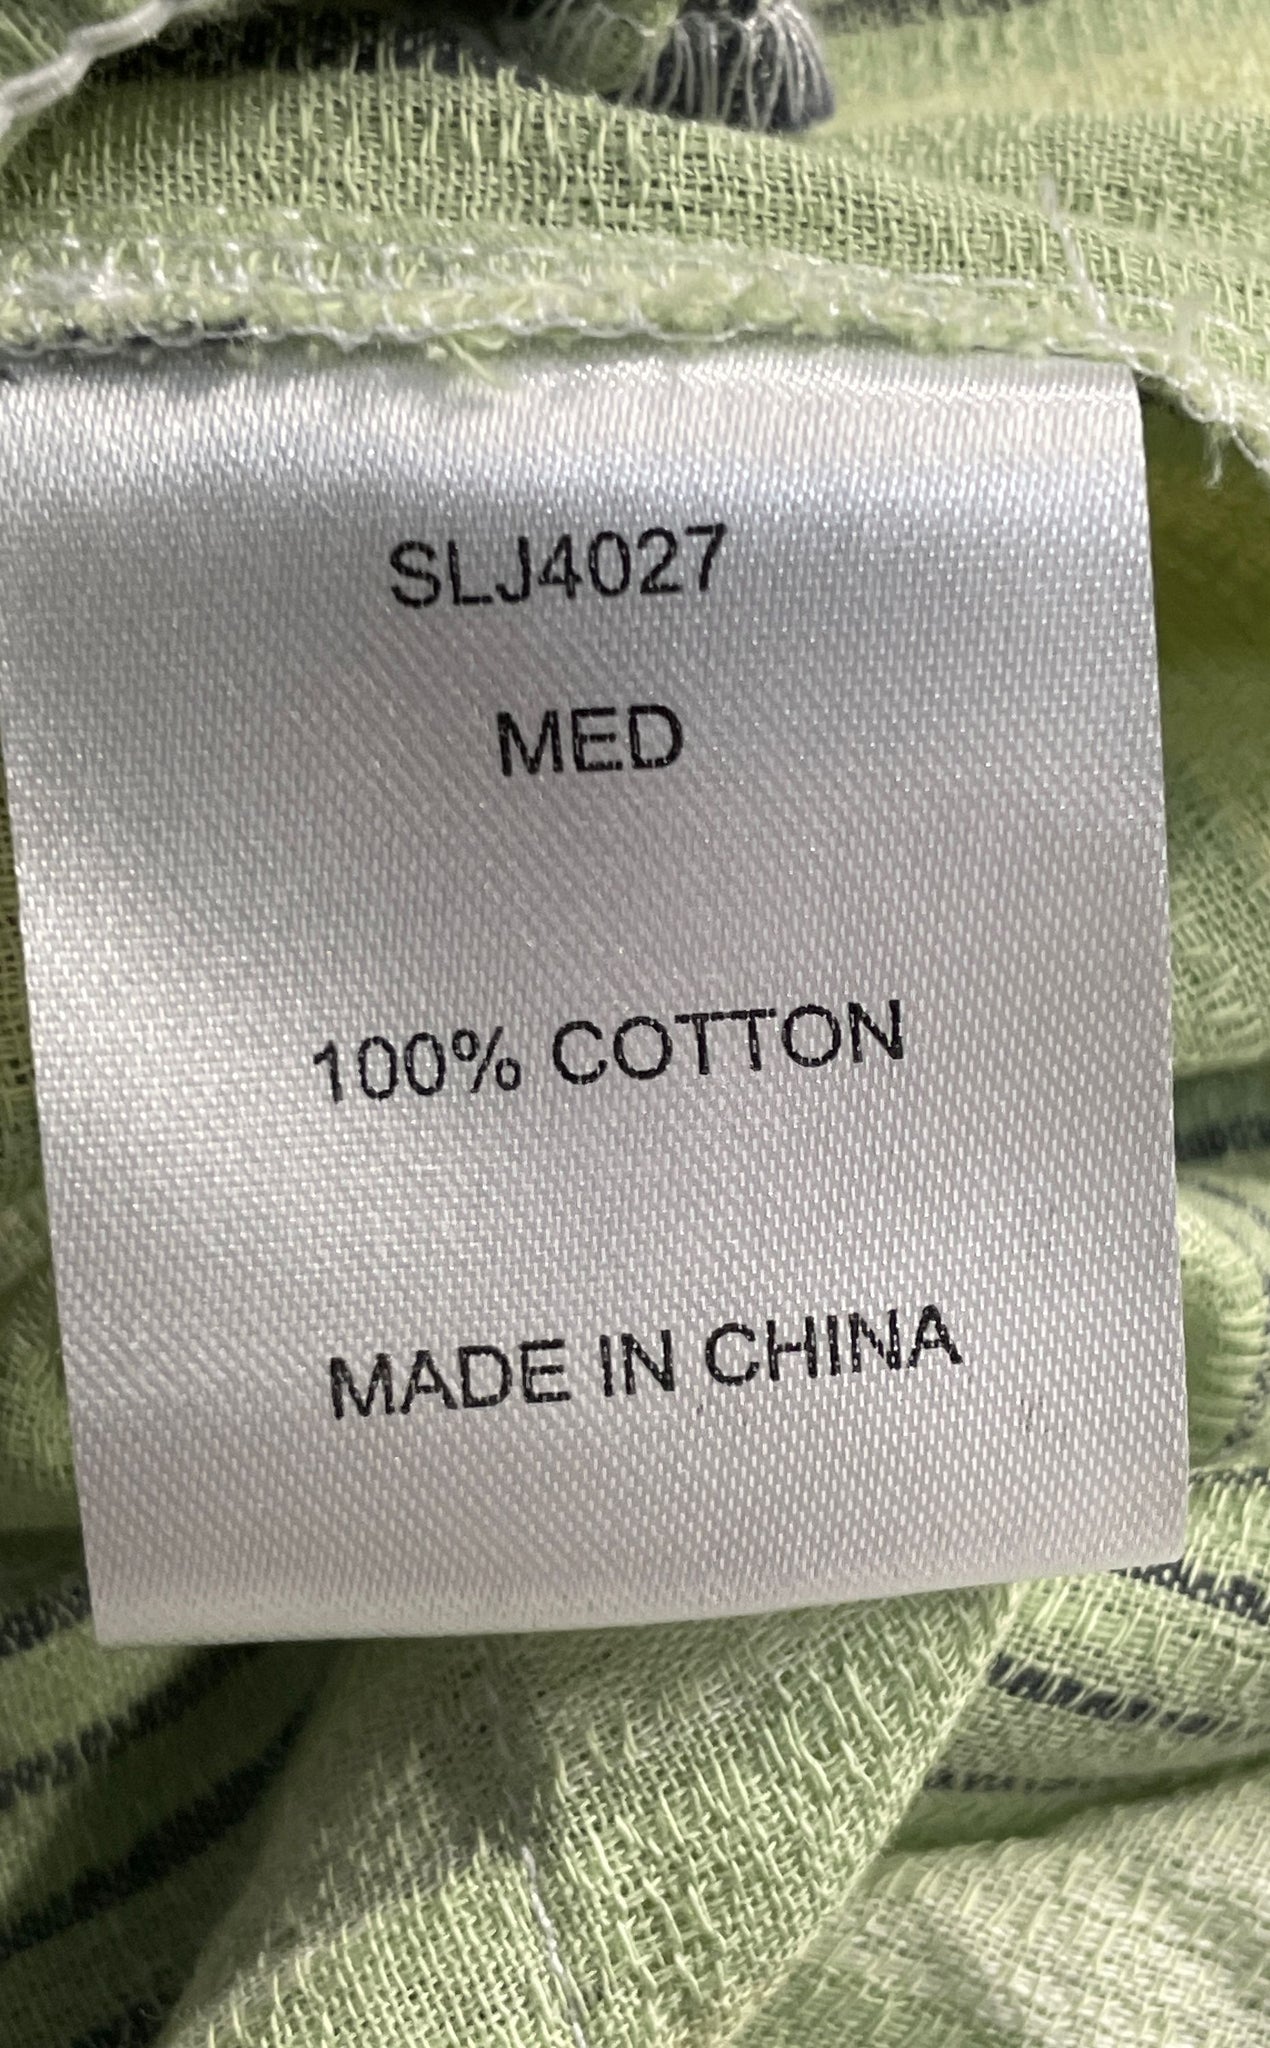 SLJ4027
MED
100% COTTON
MADE IN CHINA